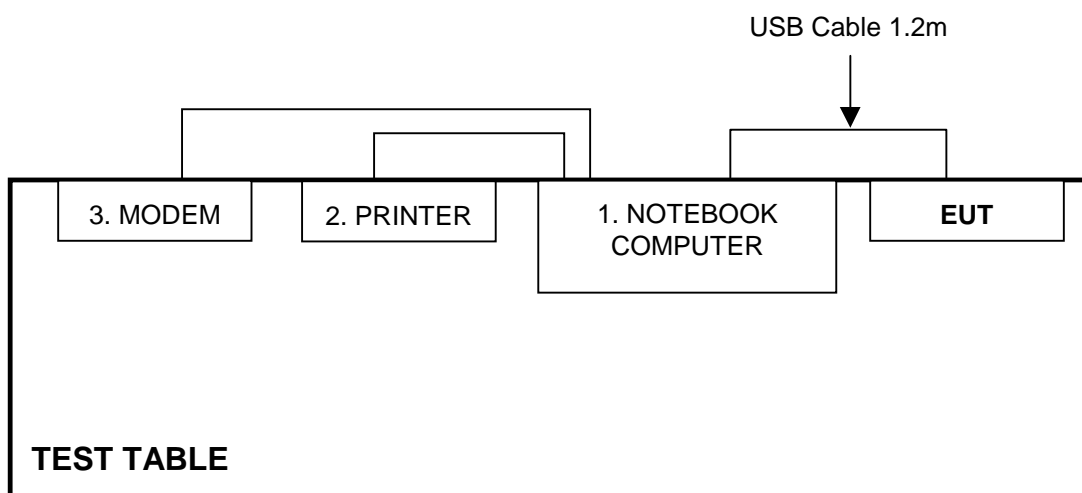 USB Cable 1.2m
3. MODEM
2. PRINTER
1. NOTEBOOK
COMPUTER
EUT
TEST TABLE